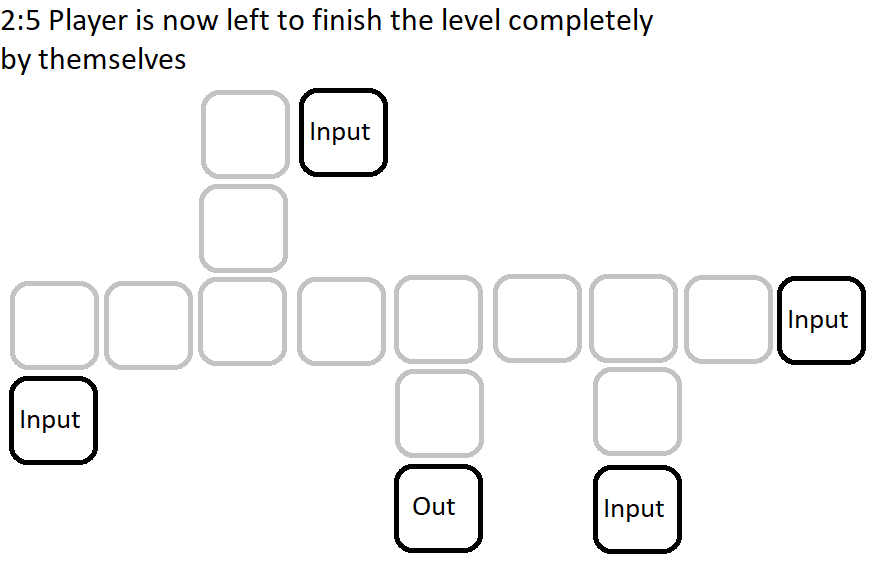 2:5 Player is now left to finish the level completely
by themselves
Input
Input
Input
Out
Input